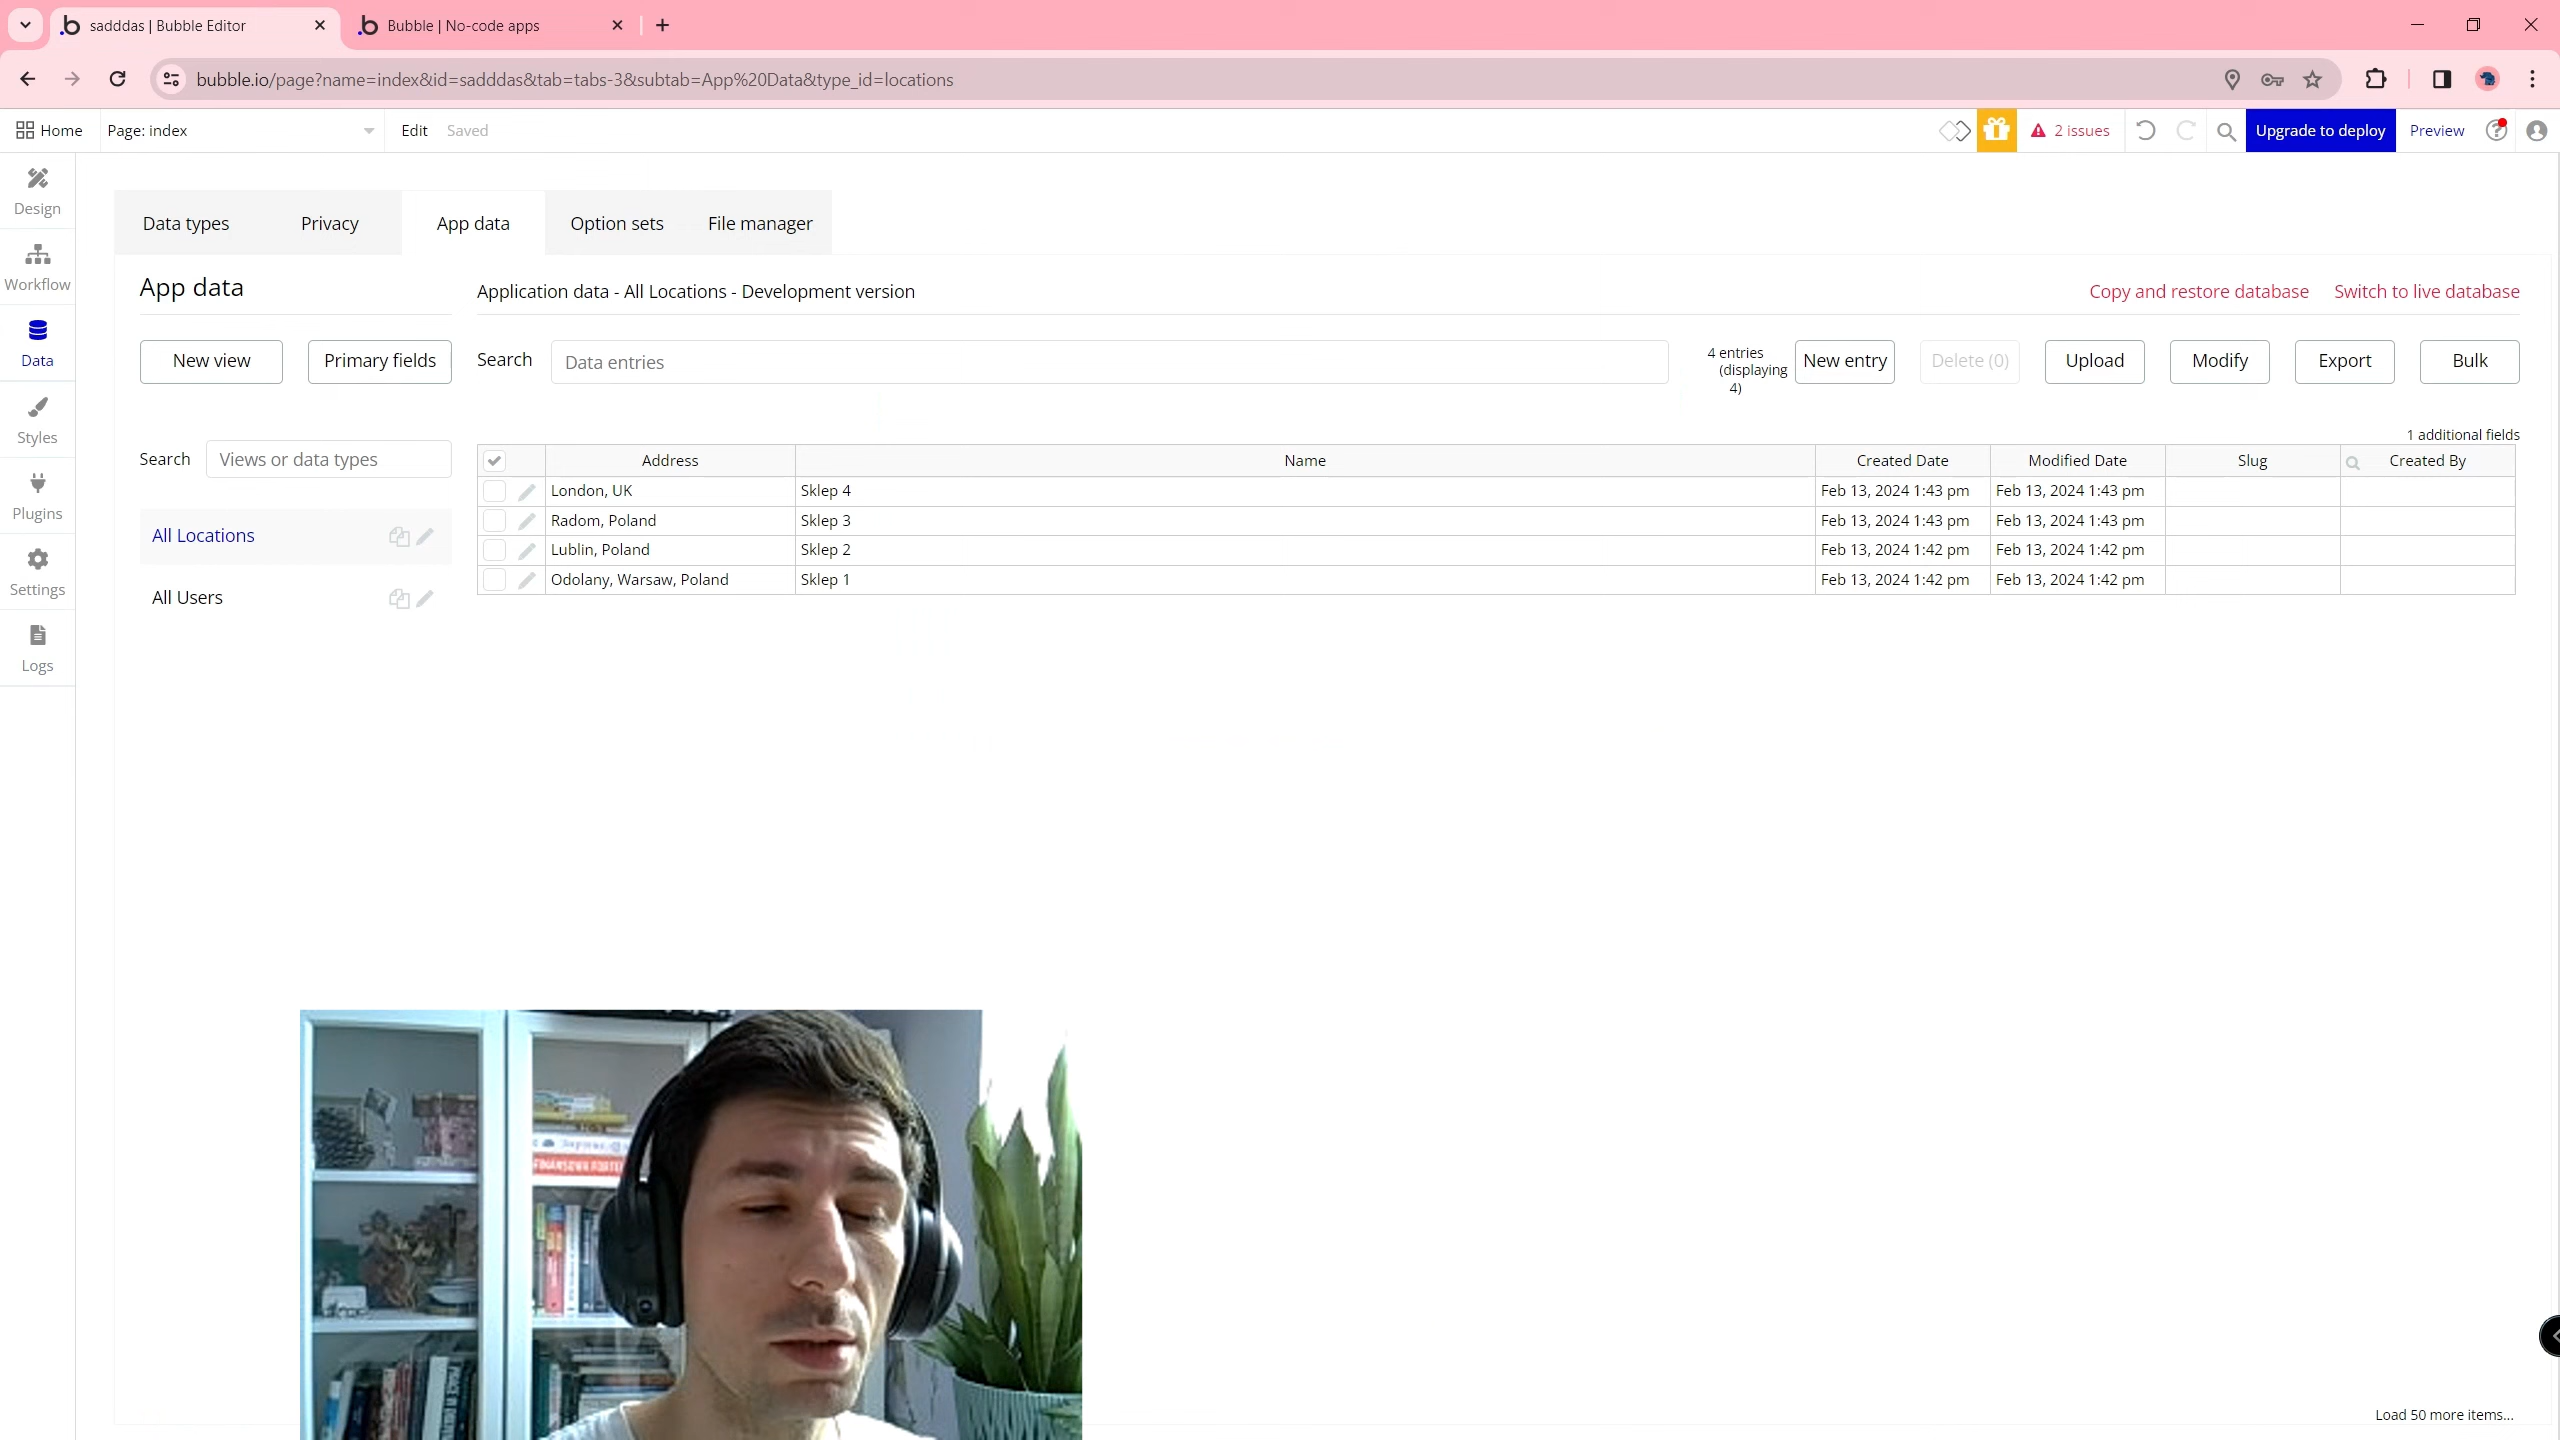 sadddas | Bubble Editor
Bubble | No-code apps
bubble.io/page?name=index&id=sadddas&tab=tabs-3&subtab=App%20Data&type_id=locations
Home
Page: index
Edit
Saved
2 issues
Upgrade to deploy
Preview
Design
Workflow
Data
Styles
Plugins
Settings
Logs
Data types
Privacy
App data
Option sets
File manager
App data
Application data - All Locations - Development version
Copy and restore database
Switch to live database
New view
Primary fields
Search
Data entries
4 entries
(displaying
4)
New entry
Delete (0)
Upload
Modify
Export
Bulk
1 additional fields
Search
Views or data types
All Locations
All Users
Address Name Created Date Modified Date Slug Created By
London, UK Sklep 4 Feb 13, 2024 1:43 pm Feb 13, 2024 1:43 pm
Radom, Poland Sklep 3 Feb 13, 2024 1:43 pm Feb 13, 2024 1:43 pm
Lublin, Poland Sklep 2 Feb 13, 2024 1:42 pm Feb 13, 2024 1:42 pm
Odolany, Warsaw, Poland Sklep 1 Feb 13, 2024 1:42 pm Feb 13, 2024 1:42 pm
Load 50 more items...